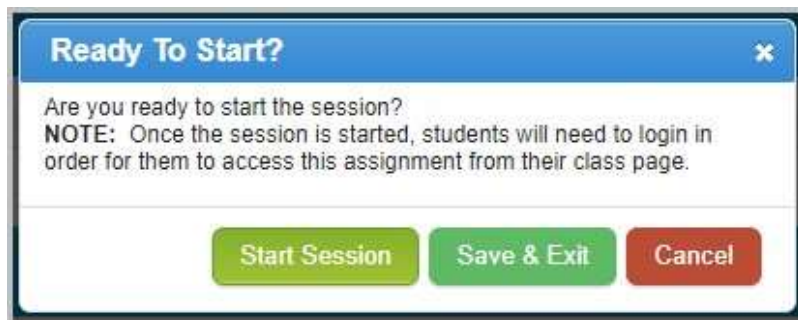 Ready To Start?
Are you ready to start the session?
NOTE: Once the session is started, students will need to login in
order for them to access this assignment from their class page.
Start Session Save & Exit Cancel